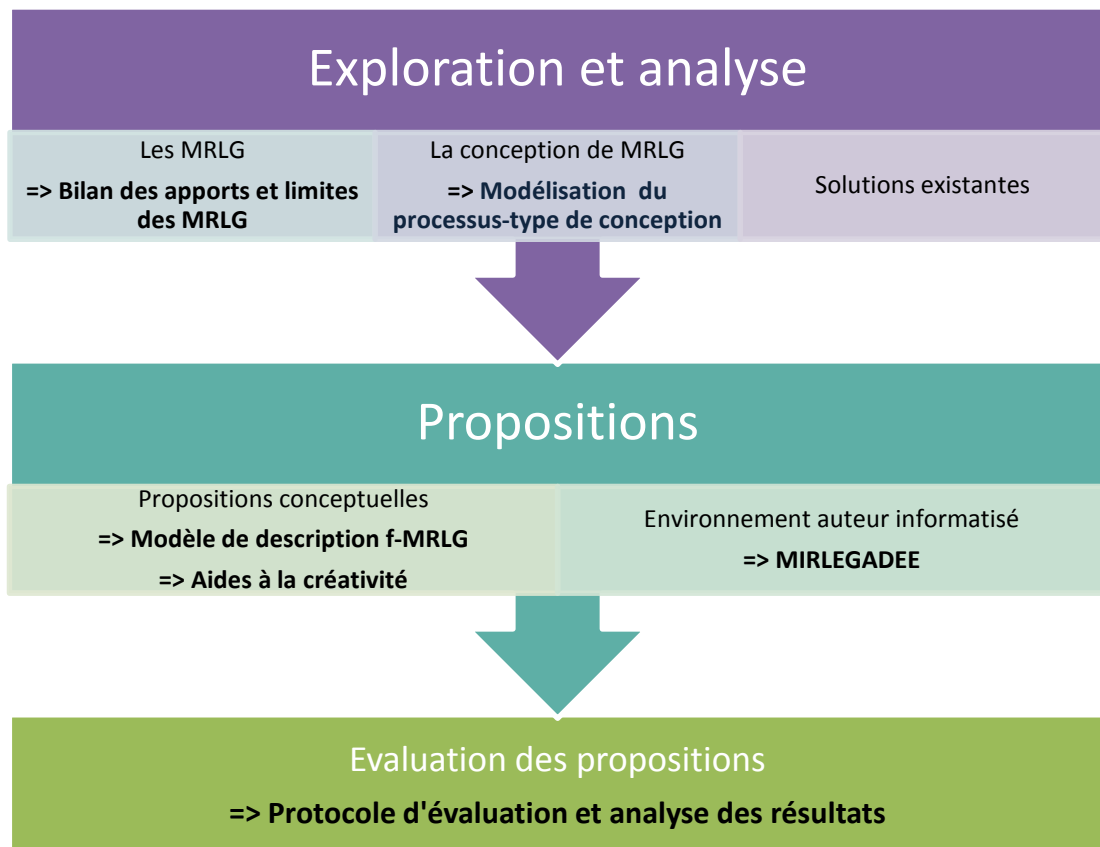 Exploration et analyse
Les MRLG
=> Bilan des apports et limites
des MRLG
La conception de MRLG
=> Modélisation du
processus-type de conception
Solutions existantes
Propositions
Propositions conceptuelles
=> Modèle de description f-MRLG
=> Aides à la créativité
Environnement auteur informatisé
=> MIRLEGADEE
Evaluation des propositions
=> Protocole d'évaluation et analyse des résultats